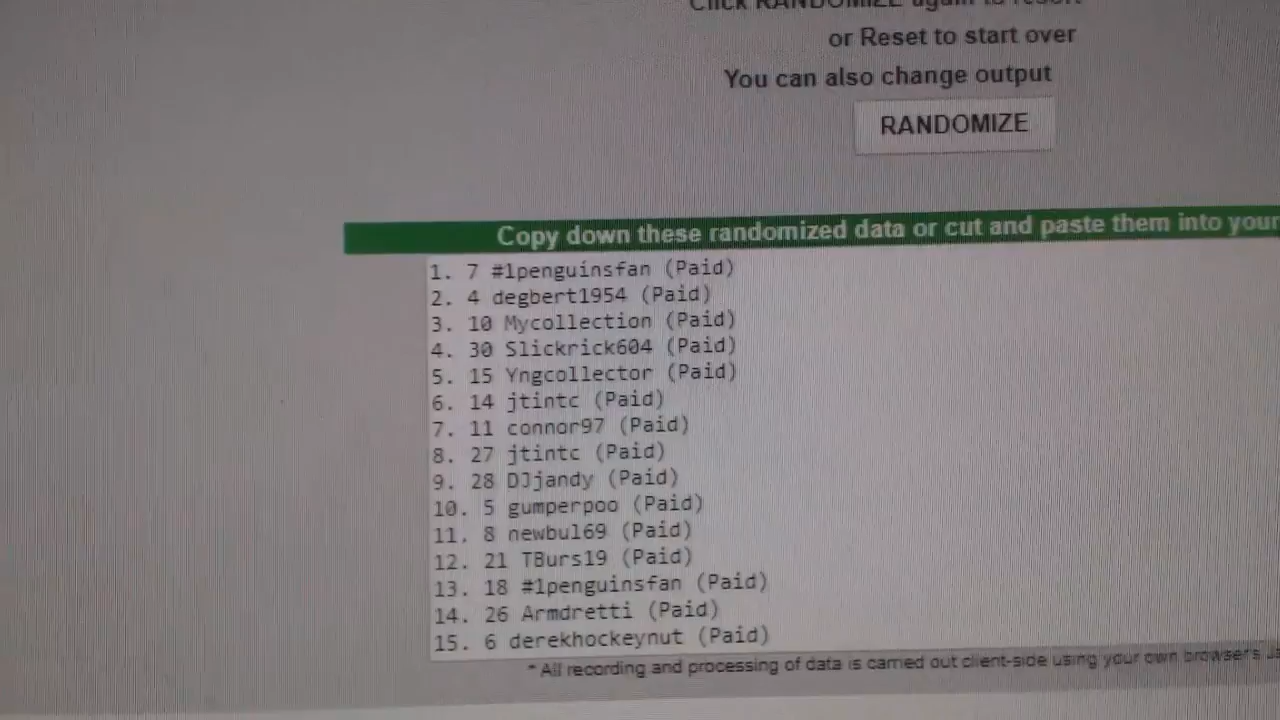 Click RANDOMIZE again to resort
or Reset to start over
You can also change output
RANDOMIZE
Copy down these randomized data or cut and paste them into your
1. 7 #1penguinsfan (Paid)
2. 4 degbert1954 (Paid)
3. 10 Mycollection (Paid)
4. 30 Slickrick604 (Paid)
5. 15 Yngcollector (Paid)
6. 14 jtintc (Paid)
7. 11 connor97 (Paid)
8. 27 jtintc (Paid)
9. 28 DJjandy (Paid)
10. 5 gumperpoo (Paid)
11. 8 newbul69 (Paid)
12. 21 TBurs19 (Paid)
13. 18 #1penguinsfan (Paid)
14. 26 Armdretti (Paid)
15. 6 derekhockeynut (Paid)
* All recording and processing of data is carried out client-side using your own browser's